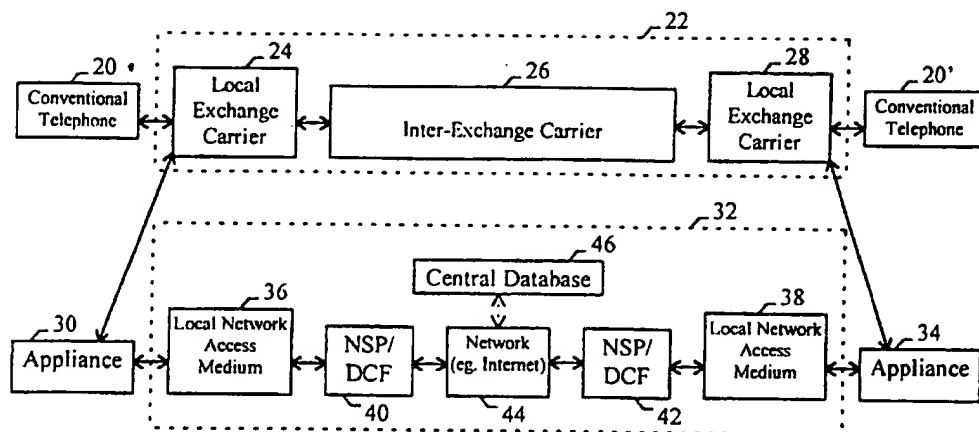 22
20
24
26
28
20'
Conventional
Telephone
Local
Exchange
Carrier
Inter-Exchange Carrier
Local
Exchange
Carrier
Conventional
Telephone
32
46
Central Database
36
38
30
34
Appliance
Local Network
Access
Medium
NSP/
DCF
Network
(eg. Internet)
NSP/
DCF
Local Network
Access
Medium
Appliance
40
44
42